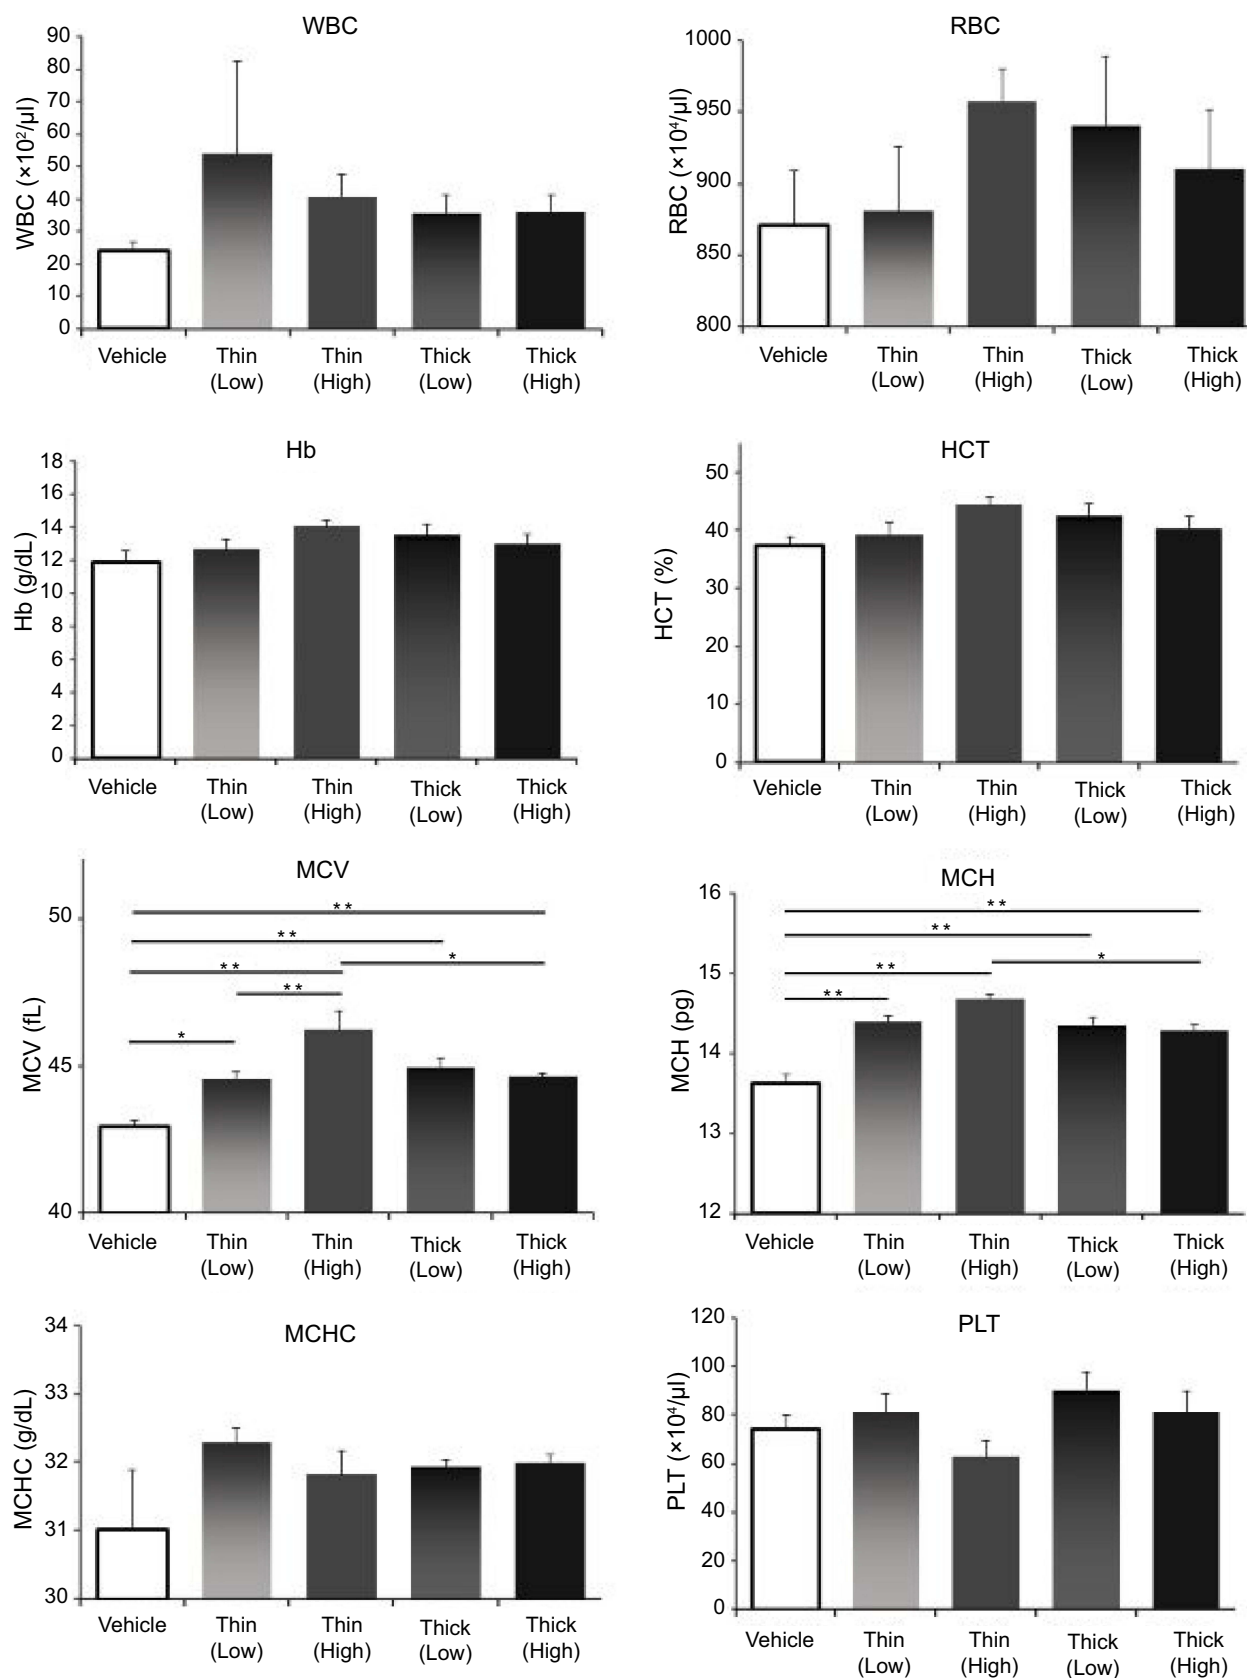 WBC
WBC (×10²/µl)
90
80
70
60
50
40
30
20
10
0
Vehicle
Thin
(Low)
Thin
(High)
Thick
(Low)
Thick
(High)
RBC
RBC (×10⁴/µl)
1000
950
900
850
800
Vehicle
Thin
(Low)
Thin
(High)
Thick
(Low)
Thick
(High)
Hb
Hb (g/dL)
18
16
14
12
10
8
6
4
2
0
Vehicle
Thin
(Low)
Thin
(High)
Thick
(Low)
Thick
(High)
HCT
HCT (%)
50
40
30
20
10
0
Vehicle
Thin
(Low)
Thin
(High)
Thick
(Low)
Thick
(High)
MCV
MCV (fL)
50
45
40
**
**
*
**
**
*
Vehicle
Thin
(Low)
Thin
(High)
Thick
(Low)
Thick
(High)
MCH
MCH (pg)
16
15
14
13
12
**
**
*
**
**
Vehicle
Thin
(Low)
Thin
(High)
Thick
(Low)
Thick
(High)
MCHC
MCHC (g/dL)
34
33
32
31
30
Vehicle
Thin
(Low)
Thin
(High)
Thick
(Low)
Thick
(High)
PLT
PLT (×10⁴/µl)
120
100
80
60
40
20
0
Vehicle
Thin
(Low)
Thin
(High)
Thick
(Low)
Thick
(High)